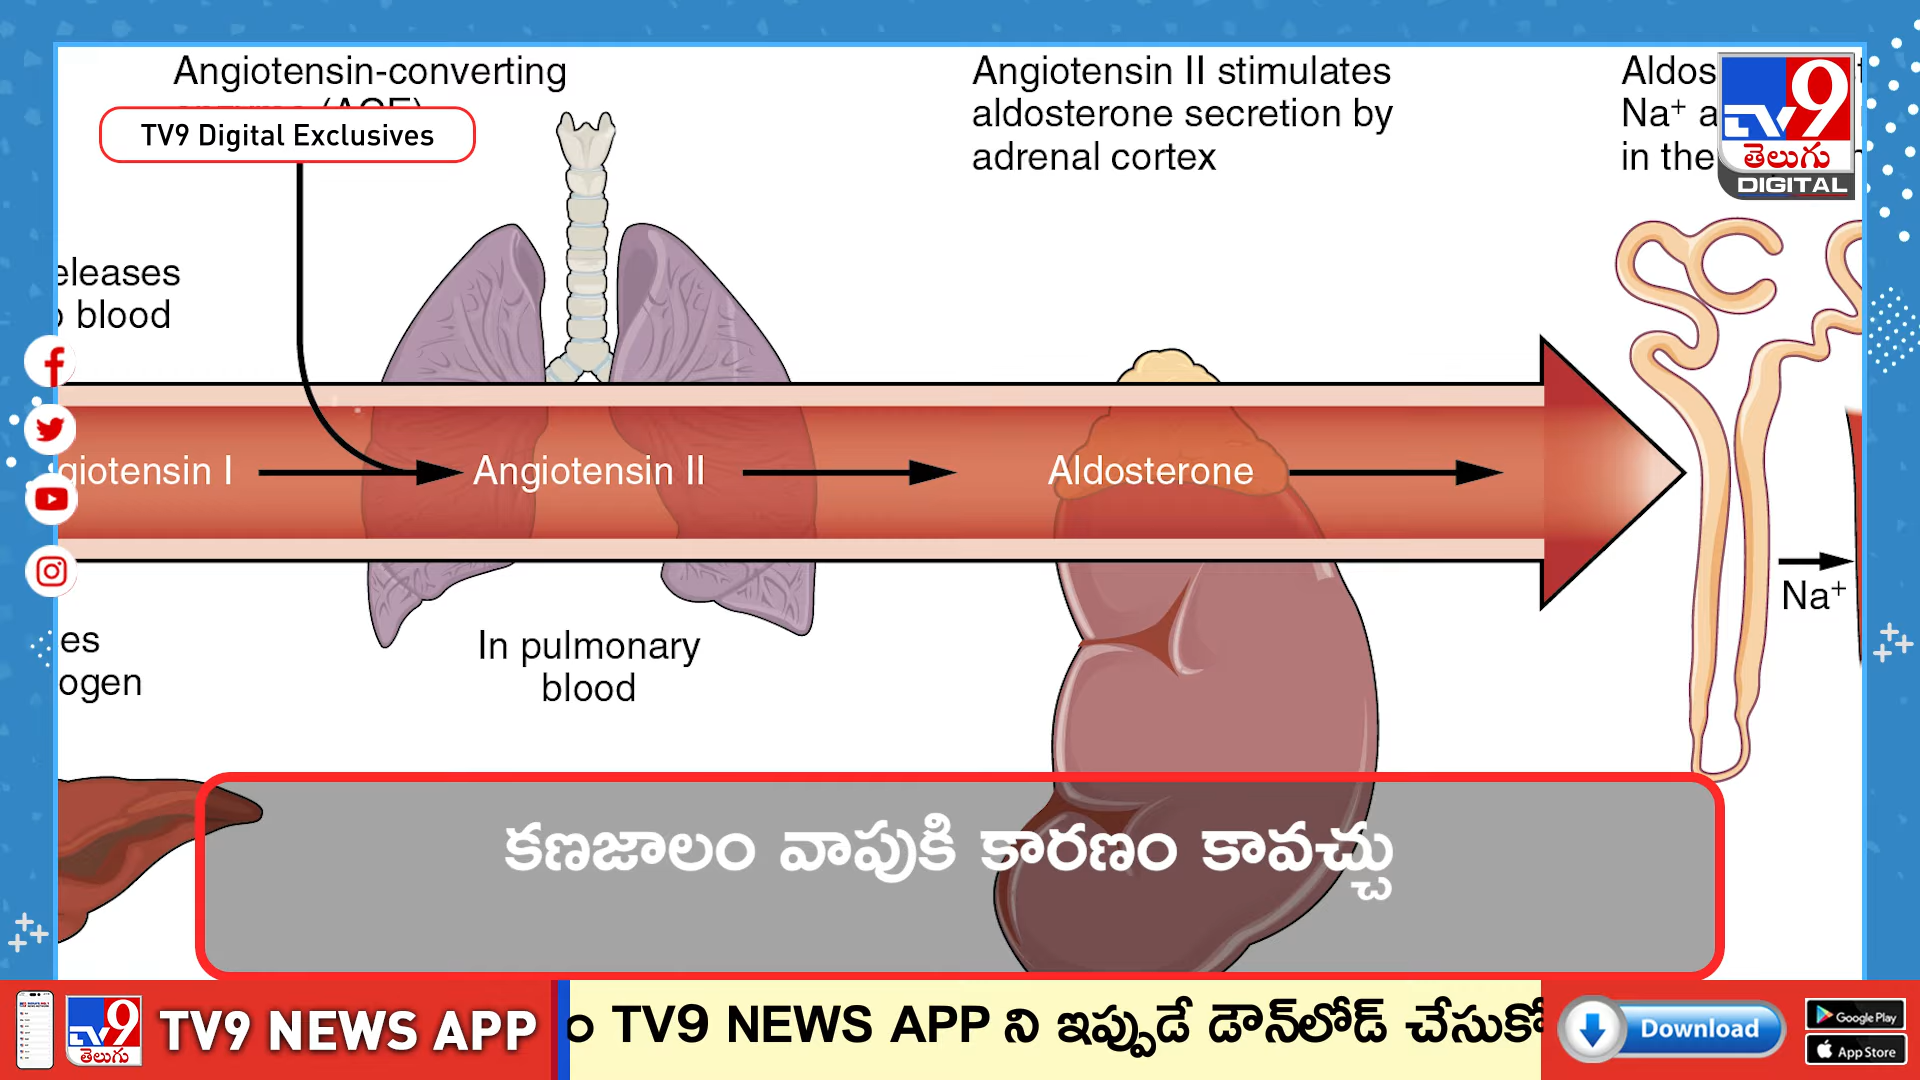 Angiotensin-converting
TV9 Digital Exclusives
Angiotensin II stimulates
aldosterone secretion by
adrenal cortex
Na⁺
in the
TV9
తెలుగు
DIGITAL
eleases
blood
giotensin I
Angiotensin II
Aldosterone
Na⁺
es
ogen
In pulmonary
blood
కణజాలం వాపుకి కారణం కావచ్చు
TV9
తెలుగు
TV9 NEWS APP
TV9 NEWS APP ని ఇప్పుడే డౌన్‌లోడ్ చేసుకో
Download
Google Play
App Store